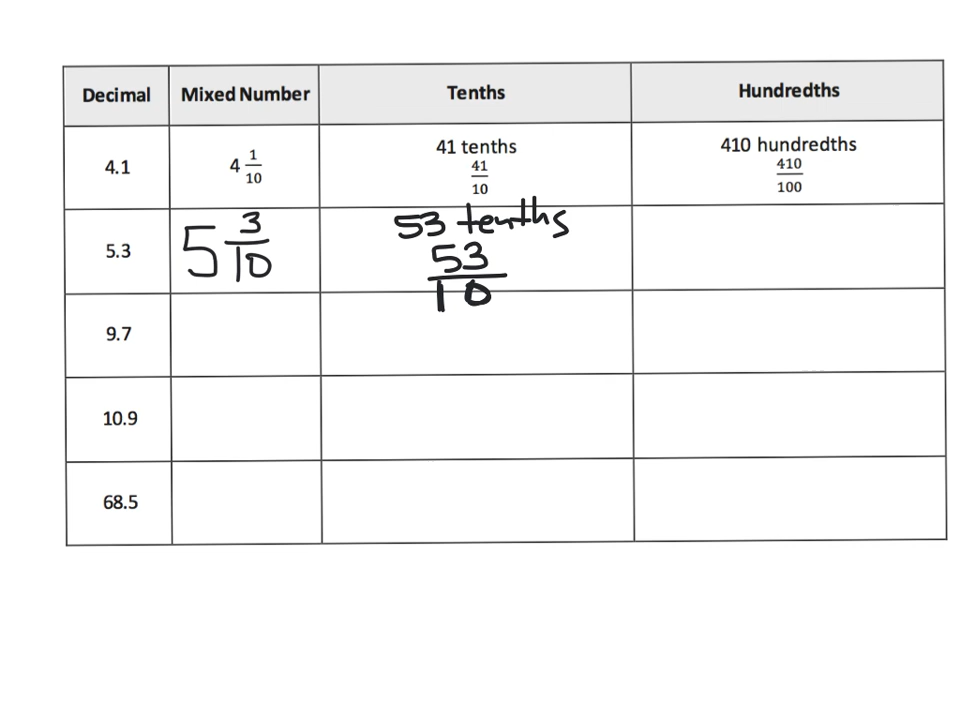 Decimal Mixed Number Tenths Hundredths
4.1 4 1/10 41 tenths 41/10 410 hundredths 410/100
5.3 5 3/10 53 tenths 53/10
9.7
10.9
68.5